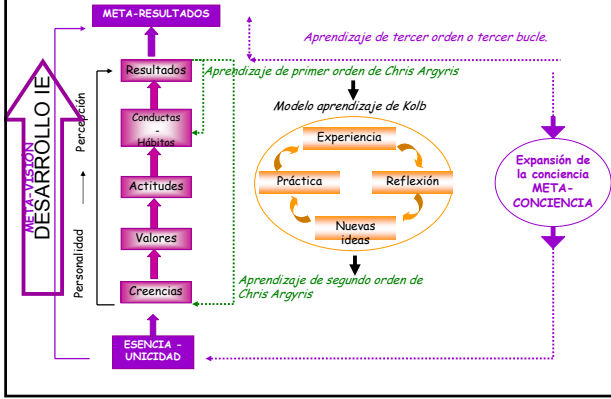 META-RESULTADOS
Aprendizaje de tercer orden o tercer bucle.
Resultados
Aprendizaje de primer orden de Chris Argyris
Modelo aprendizaje de Kolb
Conductas
-
Hábitos
Experiencia
Práctica
Reflexión
Nuevas
ideas
Actitudes
Valores
Creencias
Aprendizaje de segundo orden de
Chris Argyris
ESENCIA –
UNICIDAD
Expansión de
la conciencia
META-
CONCIENCIA
META-VISIÓN
DESARROLLO IE
Percepción
Personalidad